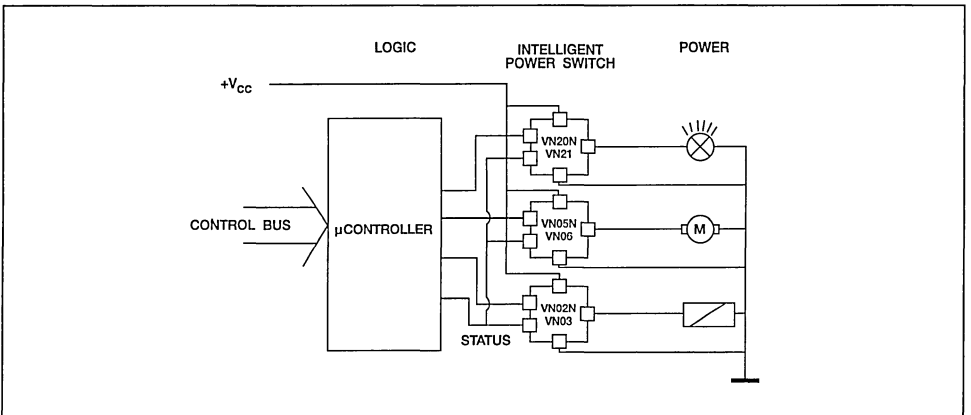 LOGIC
INTELLIGENT
POWER SWITCH
POWER
+Vcc
VN20N
VN21
CONTROL BUS
μCONTROLLER
VN05N
VN06
M
VN02N
VN03
STATUS